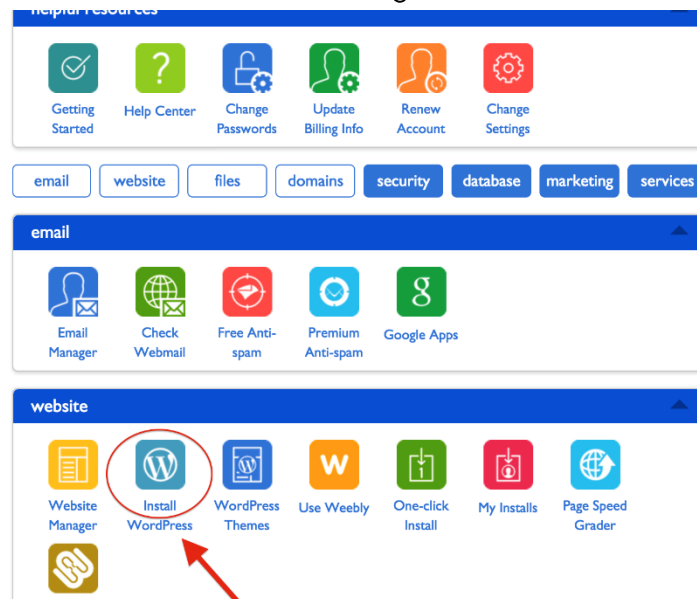 helpful resources
Getting Started
Help Center
Change Passwords
Update Billing Info
Renew Account
Change Settings
email website files domains security database marketing services
email
Email Manager
Check Webmail
Free Anti-spam
Premium Anti-spam
Google Apps
website
Website Manager
Install WordPress
WordPress Themes
Use Weebly
One-click Install
My Installs
Page Speed Grader